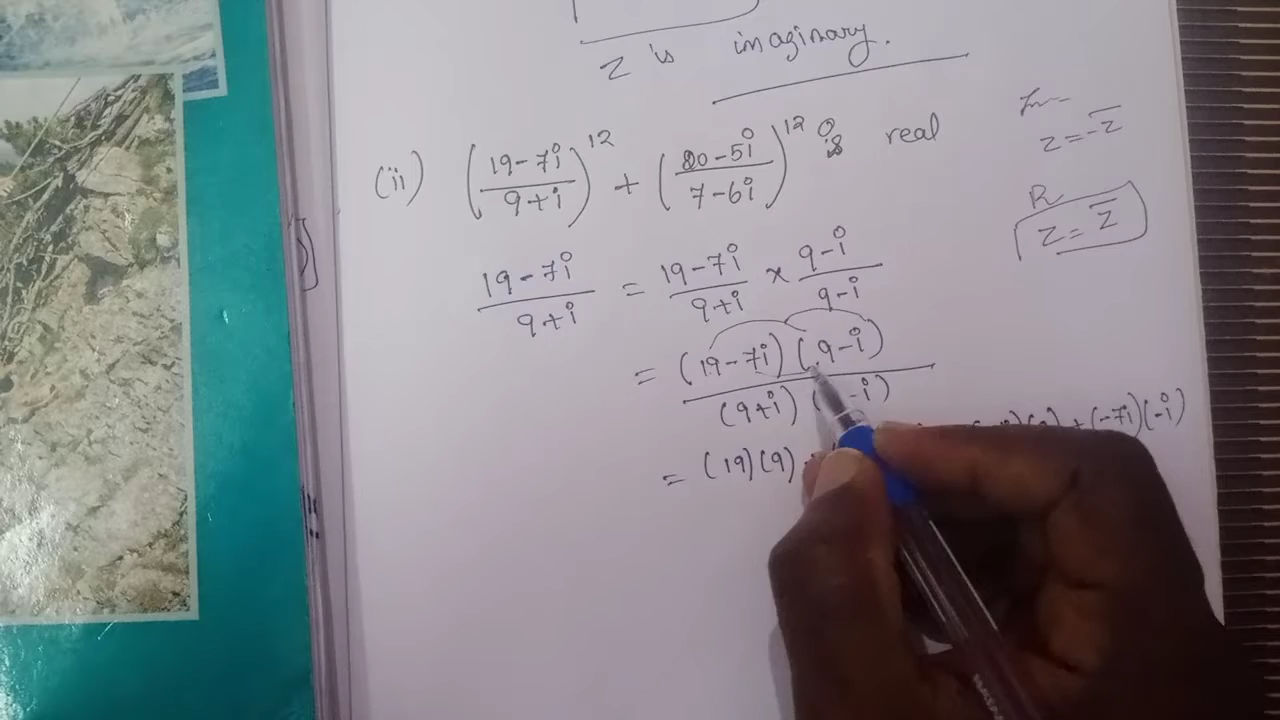 Z is imaginary.
(ii) ((19-7i)/(9+i))^12 + ((20-5i)/(7-6i))^12 is real
Z = -Z̅
R
Z = Z̅
(19-7i)/(9+i) = (19-7i)/(9+i) × (9-i)/(9-i)
= (19-7i)(9-i)/(9+i)( -i)
= (19)(9) (9) + (-7i)(-i)